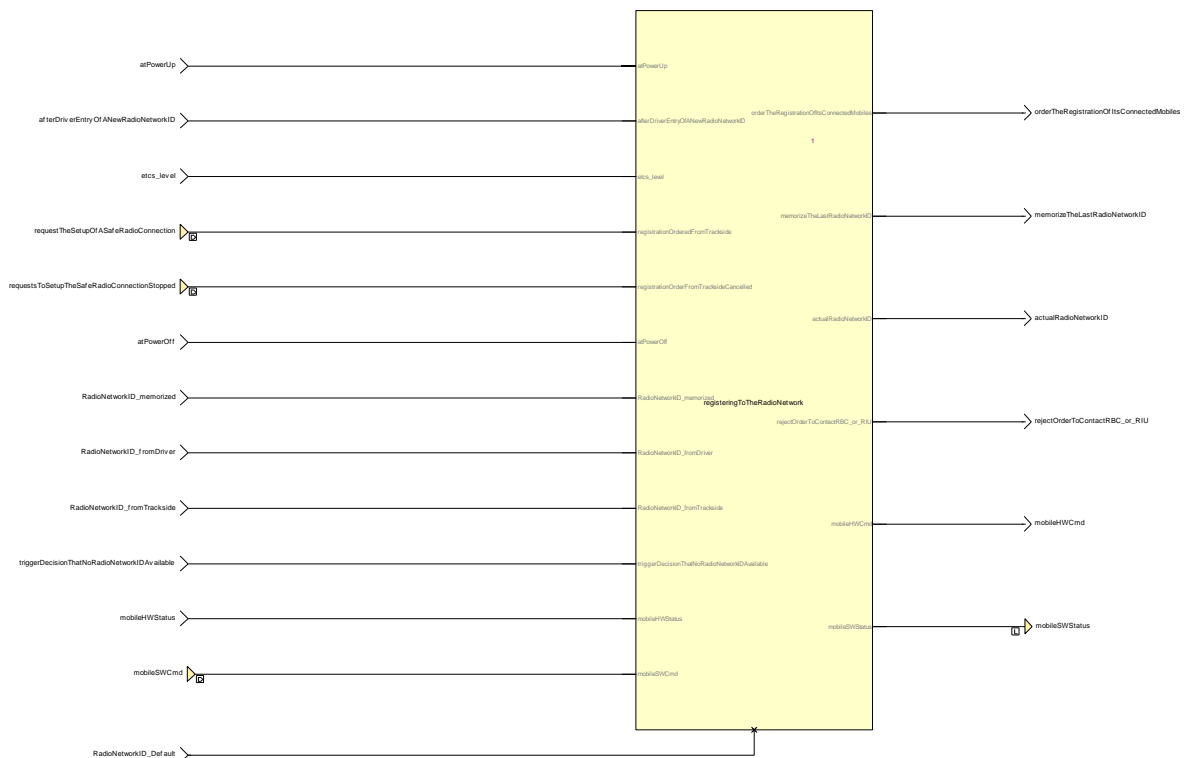 atPowerUp
atPowerUp
orderTheRegistrationOfItsConnectedMobiles
orderTheRegistrationOfItsConnectedMobiles
afterDriverEntryOfANewRadioNetworkID
afterDriverEntryOfANewRadioNetworkID
1
etcs_level
etcs_level
memorizeTheLastRadioNetworkID
memorizeTheLastRadioNetworkID
requestTheSetupOfASafeRadioConnection
D
registrationOrderedFromTrackside
requestsToSetupTheSafeRadioConnectionStopped
D
registrationOrderFromTracksideCancelled
actualRadioNetworkID
actualRadioNetworkID
atPowerOff
atPowerOff
RadioNetworkID_memorized
RadioNetworkID_memorized
registeringToTheRadioNetwork
rejectOrderToContactRBC_or_RIU
rejectOrderToContactRBC_or_RIU
RadioNetworkID_fromDriver
RadioNetworkID_fromDriver
RadioNetworkID_fromTrackside
RadioNetworkID_fromTrackside
mobileHWCmd
mobileHWCmd
triggerDecisionThatNoRadioNetworkIDAvailable
triggerDecisionThatNoRadioNetworkIDAvailable
mobileHWStatus
mobileHWStatus
mobileSWStatus
L
mobileSWStatus
mobileSWCmd
D
mobileSWCmd
RadioNetworkID_Default